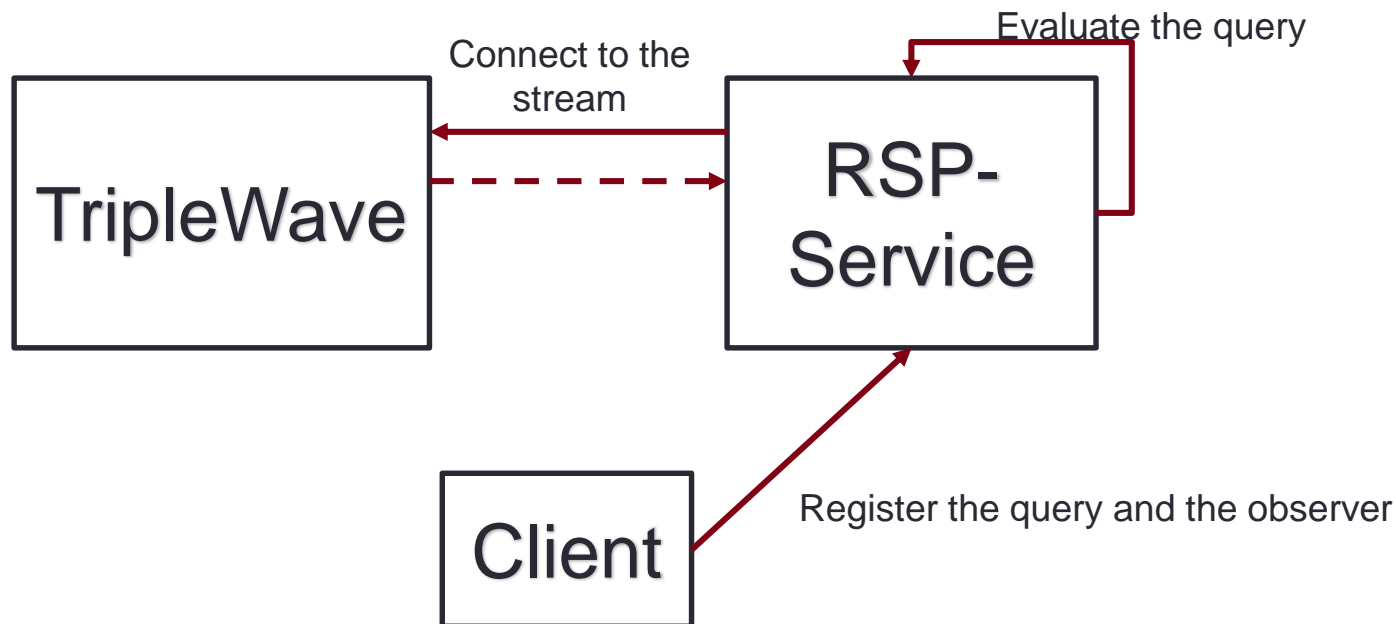 Evaluate the query
Connect to the
stream
TripleWave
RSP-
Service
Client
Register the query and the observer